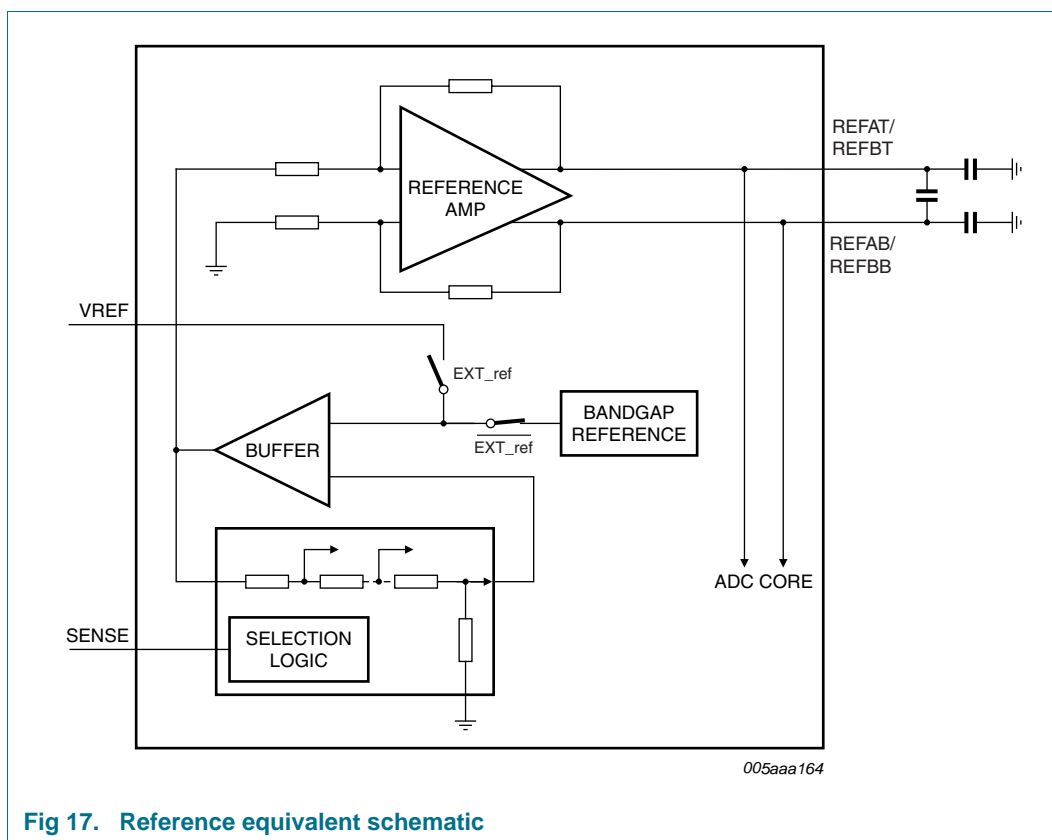 REFAT/
REFBT
REFERENCE
AMP
REFAB/
REFBB
VREF
EXT_ref
BANDGAP
REFERENCE
EXT_ref
BUFFER
ADC CORE
SENSE
SELECTION
LOGIC
005aaa164
Fig 17. Reference equivalent schematic